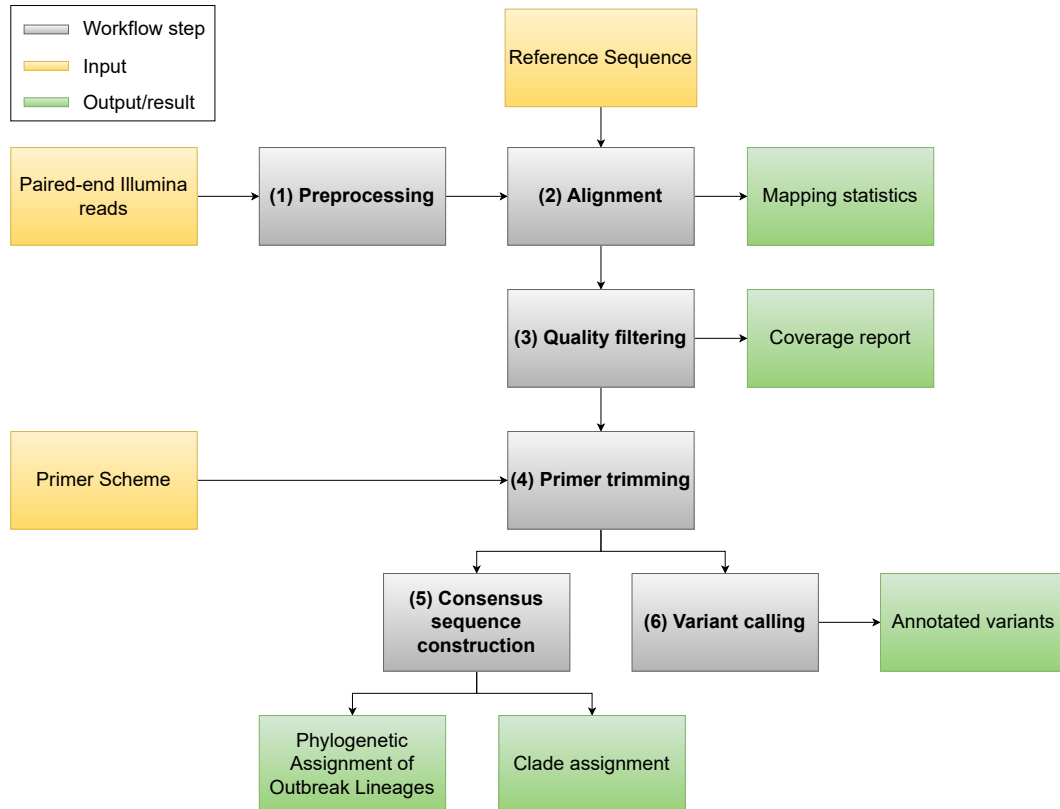 Workflow step
Input
Output/result
Reference Sequence
Paired-end Illumina
reads
(1) Preprocessing
(2) Alignment
Mapping statistics
(3) Quality filtering
Coverage report
Primer Scheme
(4) Primer trimming
(5) Consensus
sequence
construction
(6) Variant calling
Annotated variants
Phylogenetic
Assignment of
Outbreak Lineages
Clade assignment